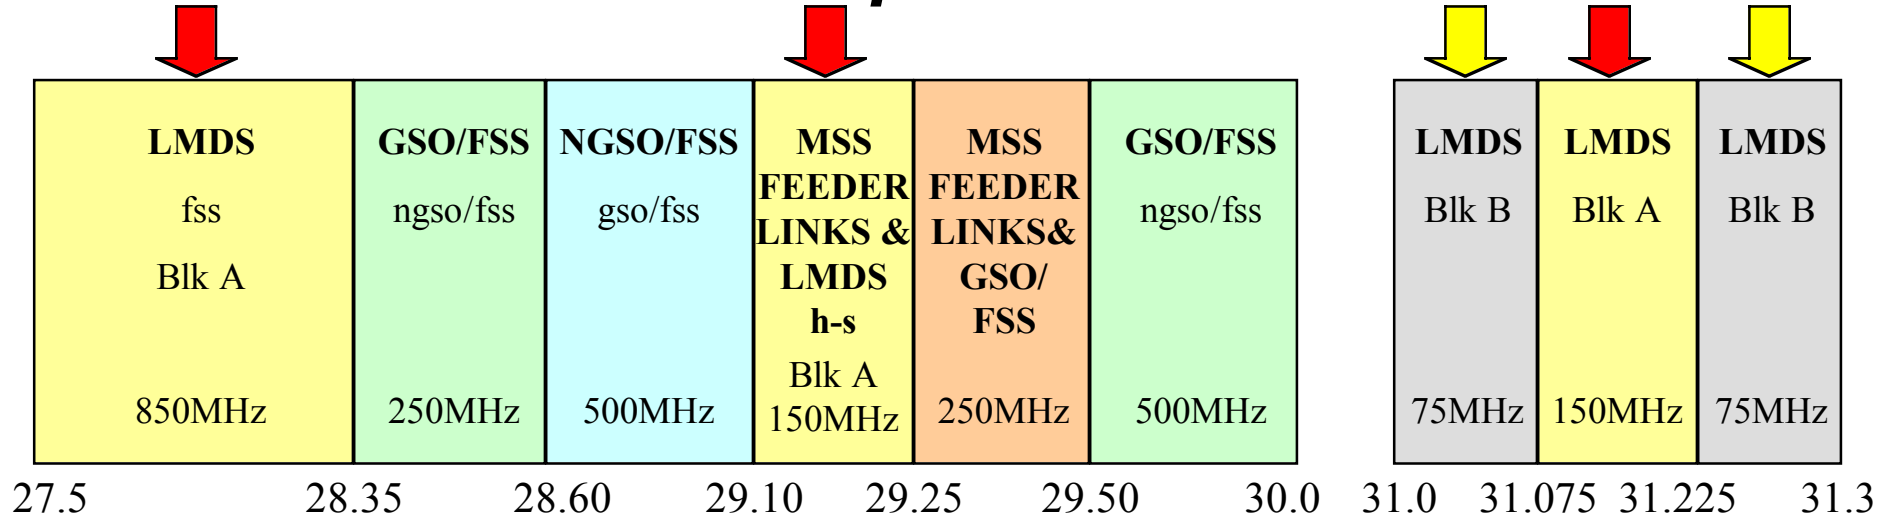 LMDS
fss
Blk A
850MHz
GSO/FSS
ngso/fss
250MHz
NGSO/FSS
gso/fss
500MHz
MSS
FEEDER
LINKS &
LMDS
h-s
Blk A
150MHz
MSS
FEEDER
LINKS&
GSO/
FSS
250MHz
GSO/FSS
ngso/fss
500MHz
LMDS
Blk B
75MHz
LMDS
Blk A
150MHz
LMDS
Blk B
75MHz
27.5 28.35 28.60 29.10 29.25 29.50 30.0 31.0 31.075 31.225 31.3